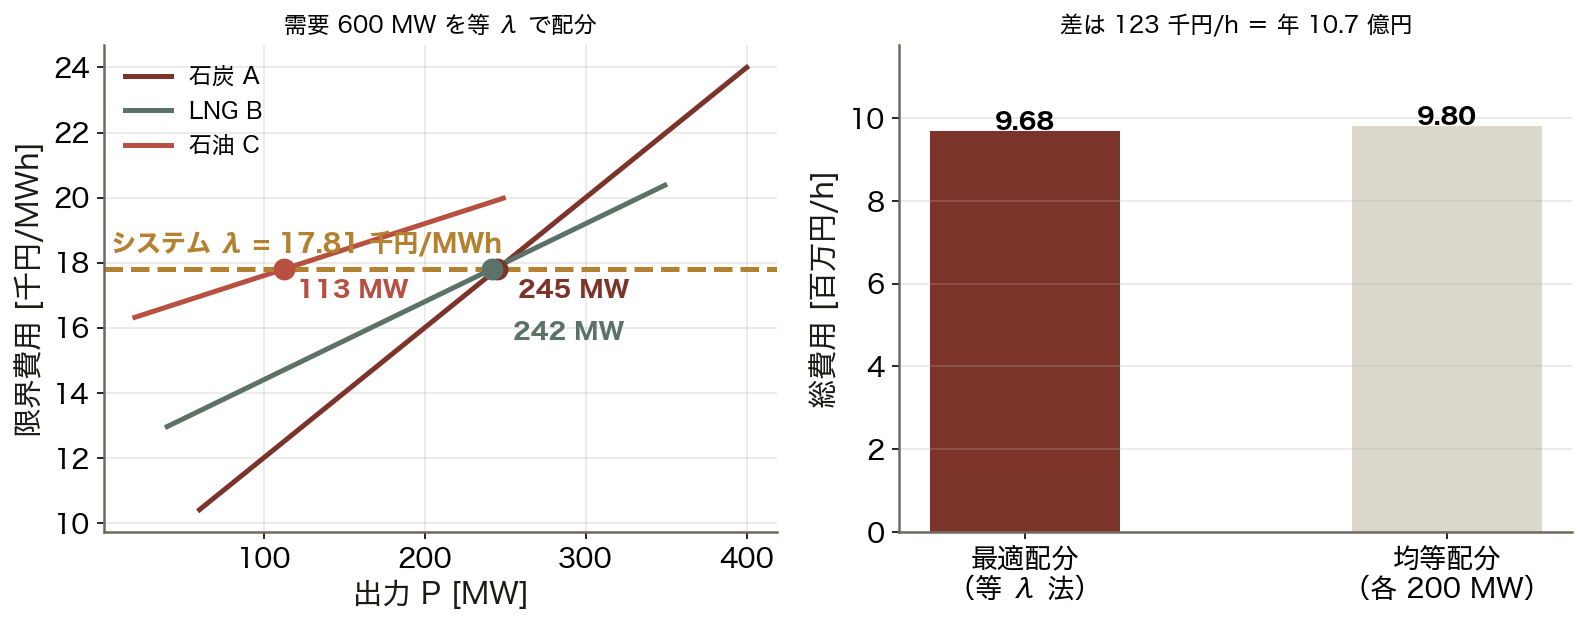 需要 600 MW を等 λ で配分
限界費用 [千円/MWh]
24
22
20
18
16
14
12
10
石炭 A
LNG B
石油 C
システム λ = 17.81 千円/MWh
113 MW
245 MW
242 MW
100
200
300
400
出力 P [MW]
差は 123 千円/h = 年 10.7 億円
総費用 [百万円/h]
10
8
6
4
2
0
9.68
9.80
最適配分
(等 λ 法)
均等配分
(各 200 MW)